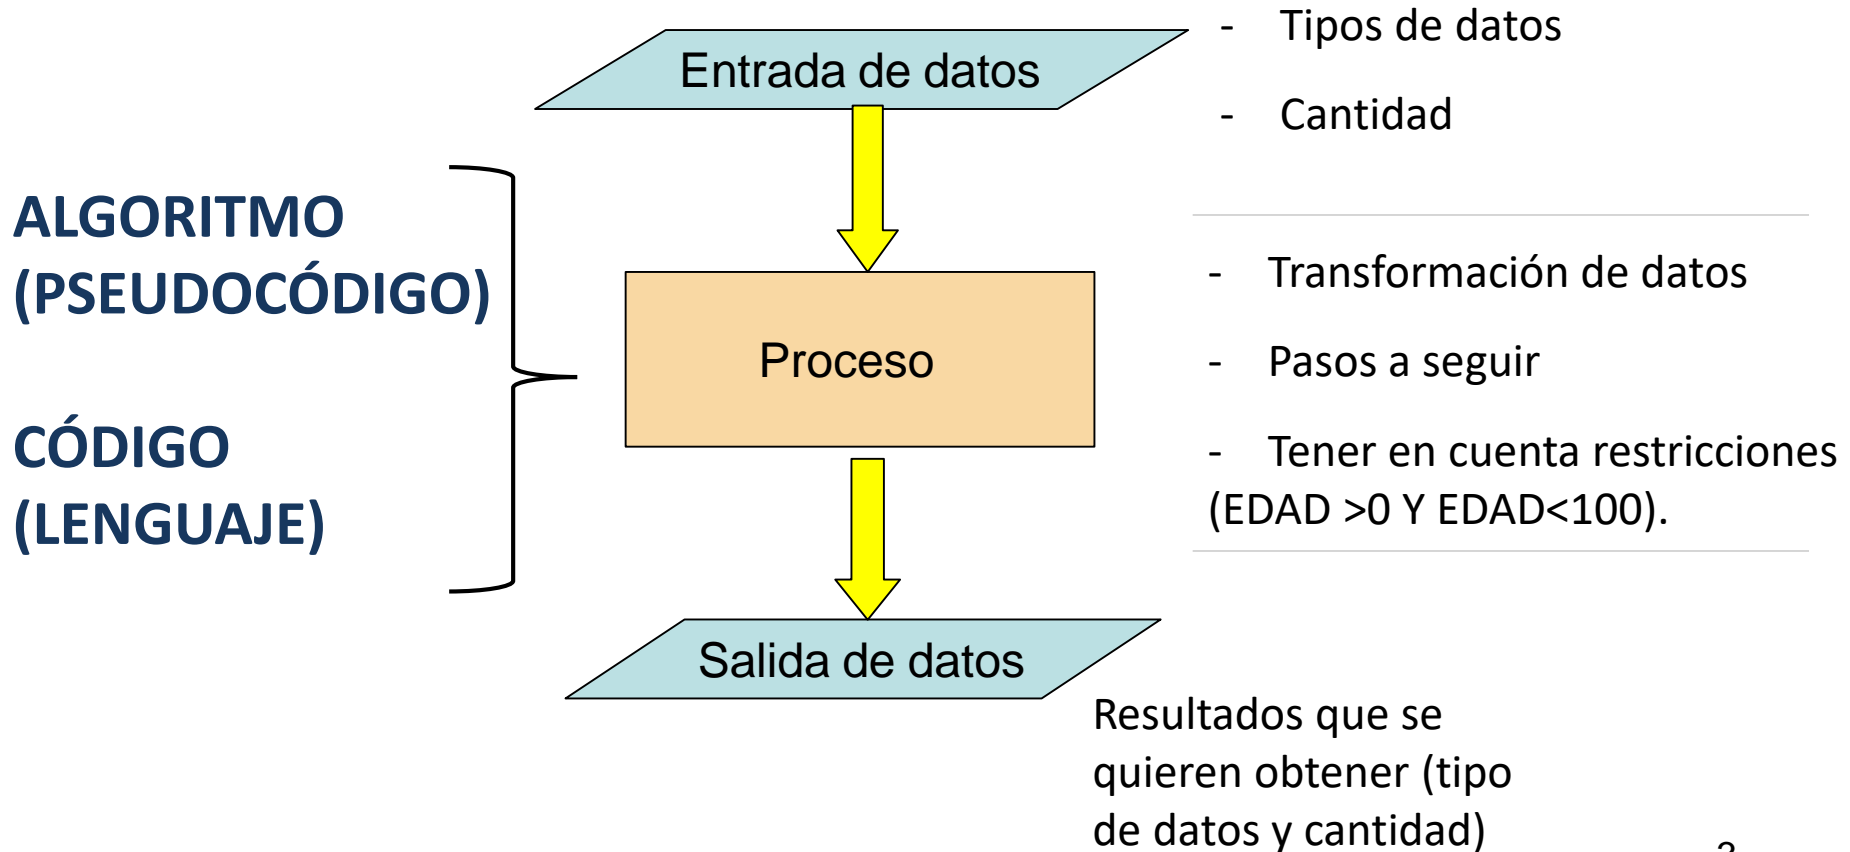 Entrada de datos
- Tipos de datos
- Cantidad
ALGORITMO
(PSEUDOCÓDIGO)
CÓDIGO
(LENGUAJE)
Proceso
- Transformación de datos
- Pasos a seguir
- Tener en cuenta restricciones
(EDAD >0 Y EDAD<100).
Salida de datos
Resultados que se
quieren obtener (tipo
de datos y cantidad)